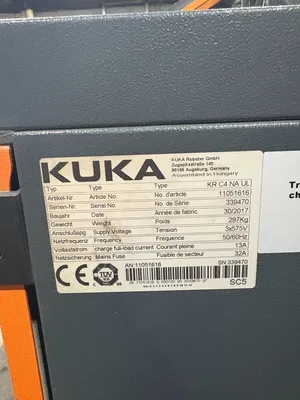 KUKA
KUKA Roboter GmbH
Zugspitzstraße 140
86165 Augsburg, Germany
Assembled in Hungary
Typ Type Type KR C4 NA UL
Artikel-Nr Article No. No. d'article 11051616
Serien-Nr. Serial No. No. de Série 339470
Baujahr Date Année de fabric. 30/2017
Gewicht Weight Poids 297Kg
Anschlußspg Supply Voltage Tension 3x575V
Netzfrequenz Frequency Fréquence 50/60Hz
Vollaststrom charge full-load current Courant pleine 13A
Netzsicherung Mains Fuse Fusible de secteur 32A
CE TÜV
AN 11051616 SN 339470
SC5
Tr
ch